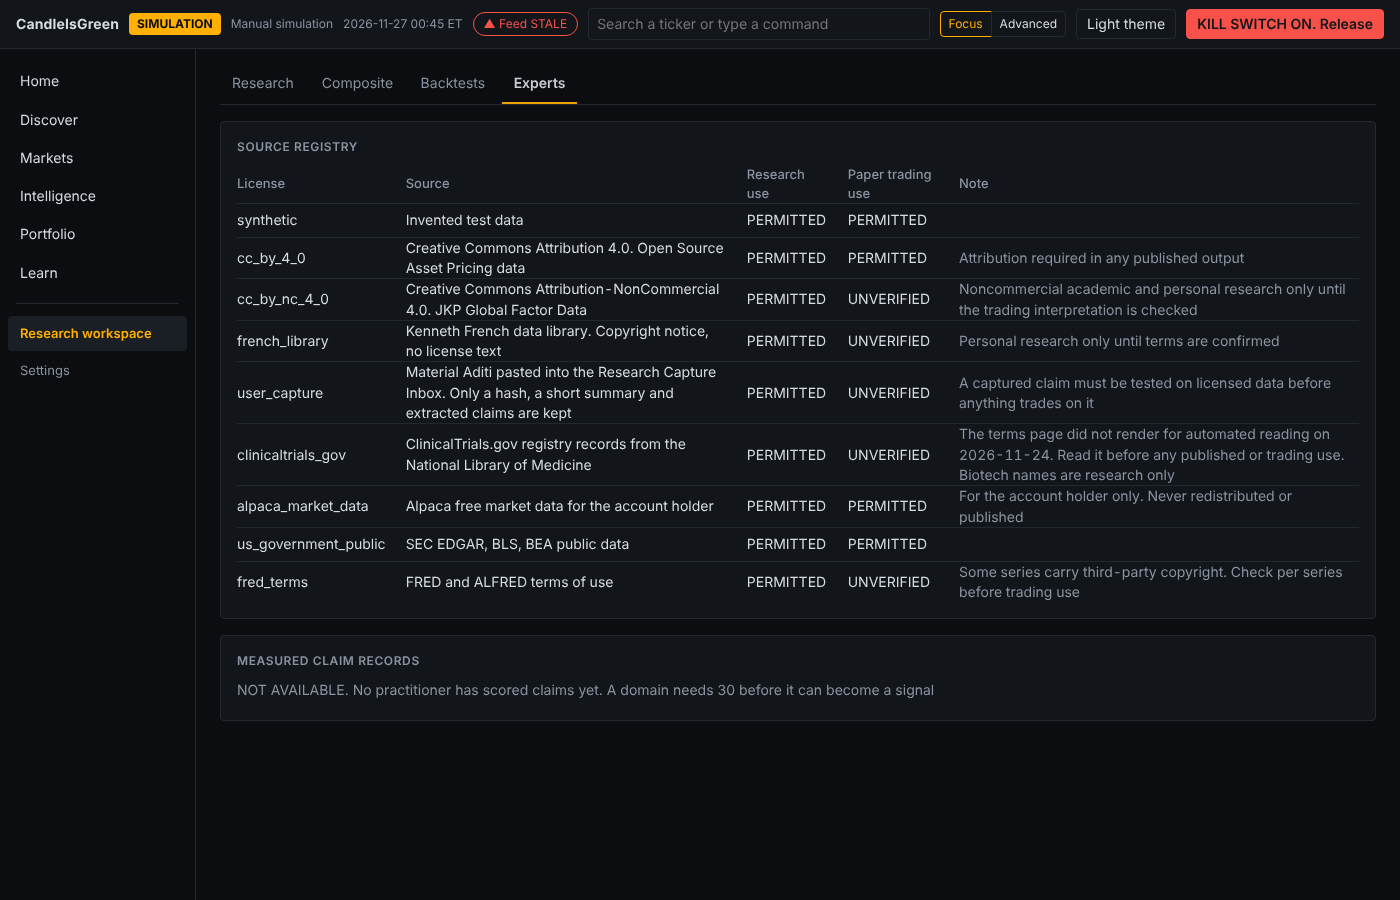 CandleIsGreen SIMULATION Manual simulation 2026-11-27 00:45 ET ▲ Feed STALE Search a ticker or type a command Focus Advanced Light theme KILL SWITCH ON. Release
Home
Discover
Markets
Intelligence
Portfolio
Learn
Research workspace
Settings
Research Composite Backtests Experts
SOURCE REGISTRY
License Source Research use Paper trading use Note
synthetic Invented test data PERMITTED PERMITTED
cc_by_4_0 Creative Commons Attribution 4.0. Open Source Asset Pricing data PERMITTED PERMITTED Attribution required in any published output
cc_by_nc_4_0 Creative Commons Attribution-NonCommercial 4.0. JKP Global Factor Data PERMITTED UNVERIFIED Noncommercial academic and personal research only until the trading interpretation is checked
french_library Kenneth French data library. Copyright notice, no license text PERMITTED UNVERIFIED Personal research only until terms are confirmed
user_capture Material Aditi pasted into the Research Capture Inbox. Only a hash, a short summary and extracted claims are kept PERMITTED UNVERIFIED A captured claim must be tested on licensed data before anything trades on it
clinicaltrials_gov ClinicalTrials.gov registry records from the National Library of Medicine PERMITTED UNVERIFIED The terms page did not render for automated reading on 2026-11-24. Read it before any published or trading use. Biotech names are research only
alpaca_market_data Alpaca free market data for the account holder PERMITTED PERMITTED For the account holder only. Never redistributed or published
us_government_public SEC EDGAR, BLS, BEA public data PERMITTED PERMITTED
fred_terms FRED and ALFRED terms of use PERMITTED UNVERIFIED Some series carry third-party copyright. Check per series before trading use
MEASURED CLAIM RECORDS
NOT AVAILABLE. No practitioner has scored claims yet. A domain needs 30 before it can become a signal